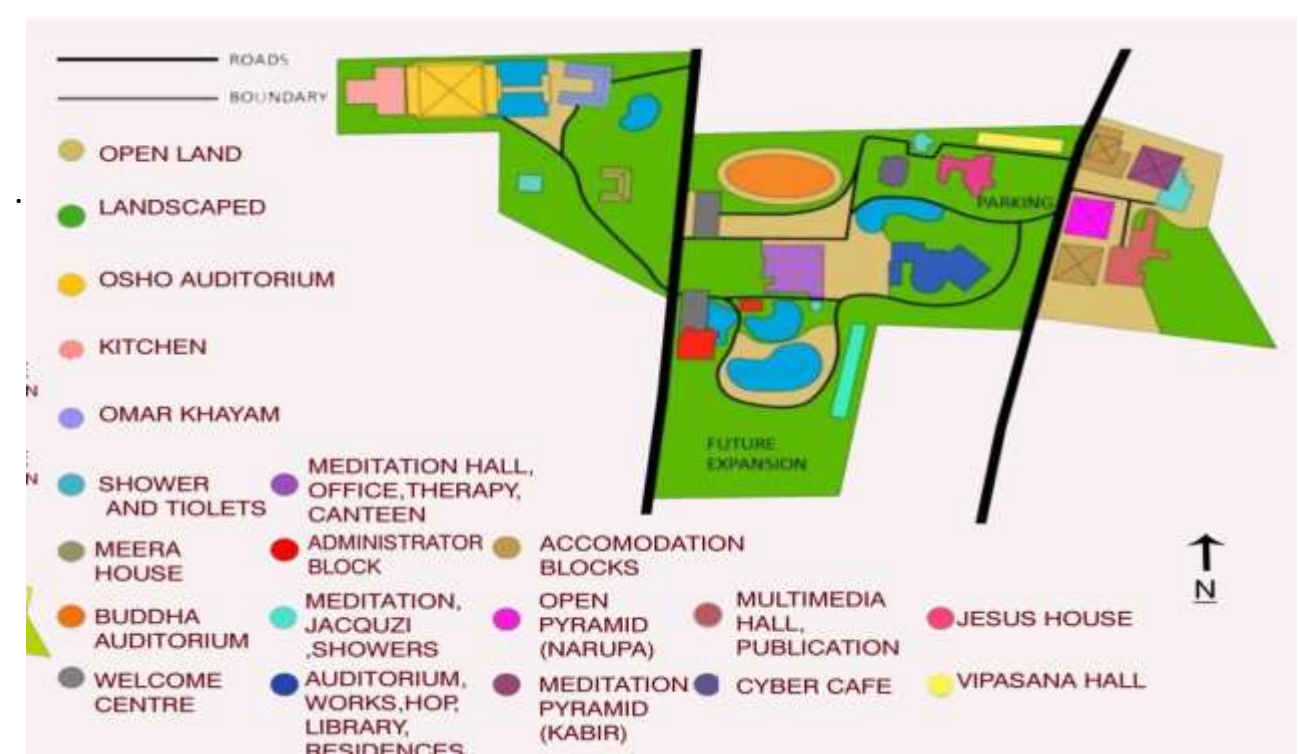 ROADS
BOUNDARY
OPEN LAND
LANDSCAPED
OSHO AUDITORIUM
KITCHEN
OMAR KHAYAM
SHOWER
AND TIOLETS
MEERA
HOUSE
BUDDHA
AUDITORIUM
WELCOME
CENTRE
MEDITATION HALL,
OFFICE,THERAPY,
CANTEEN
ADMINISTRATOR
BLOCK
MEDITATION,
JACQUZI
,SHOWERS
AUDITORIUM,
WORKS,HOP,
LIBRARY,
RESIDENCES
ACCOMODATION
BLOCKS
OPEN
PYRAMID
(NARUPA)
MEDITATION
PYRAMID
(KABIR)
MULTIMEDIA
HALL,
PUBLICATION
CYBER CAFE
JESUS HOUSE
VIPASANA HALL
PARKING
FUTURE
EXPANSION
N